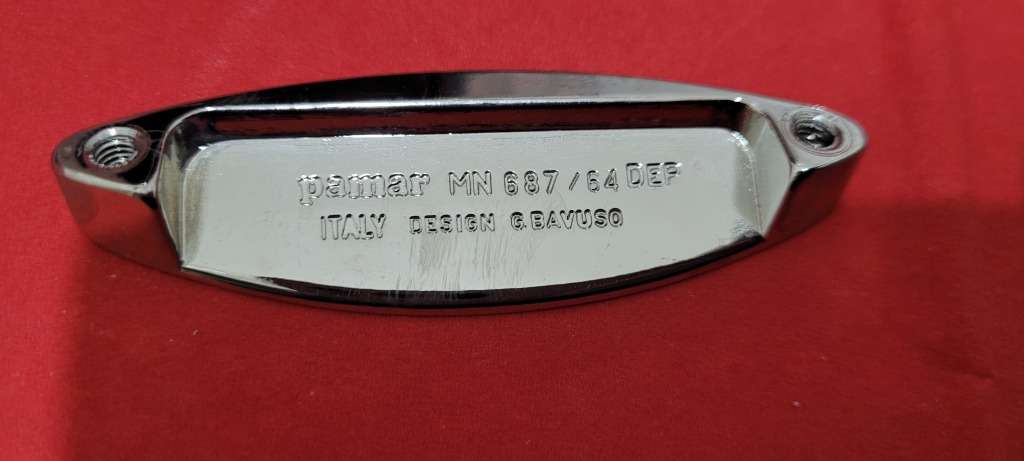 pamar MN 687/64 DEP
ITALY DESIGN G.BAVUSO